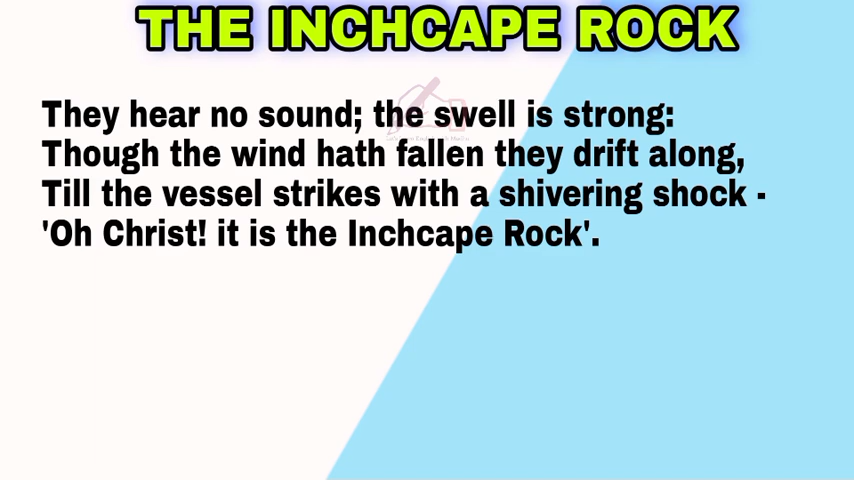 THE INCHCAPE ROCK
They hear no sound; the swell is strong:
Though the wind hath fallen they drift along,
Till the vessel strikes with a shivering shock -
'Oh Christ! it is the Inchcape Rock'.